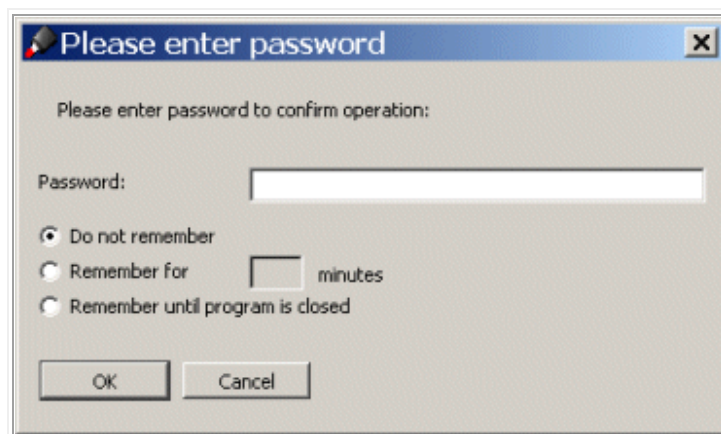 Please enter password
Please enter password to confirm operation:
Password:
Do not remember
Remember for minutes
Remember until program is closed
OK Cancel